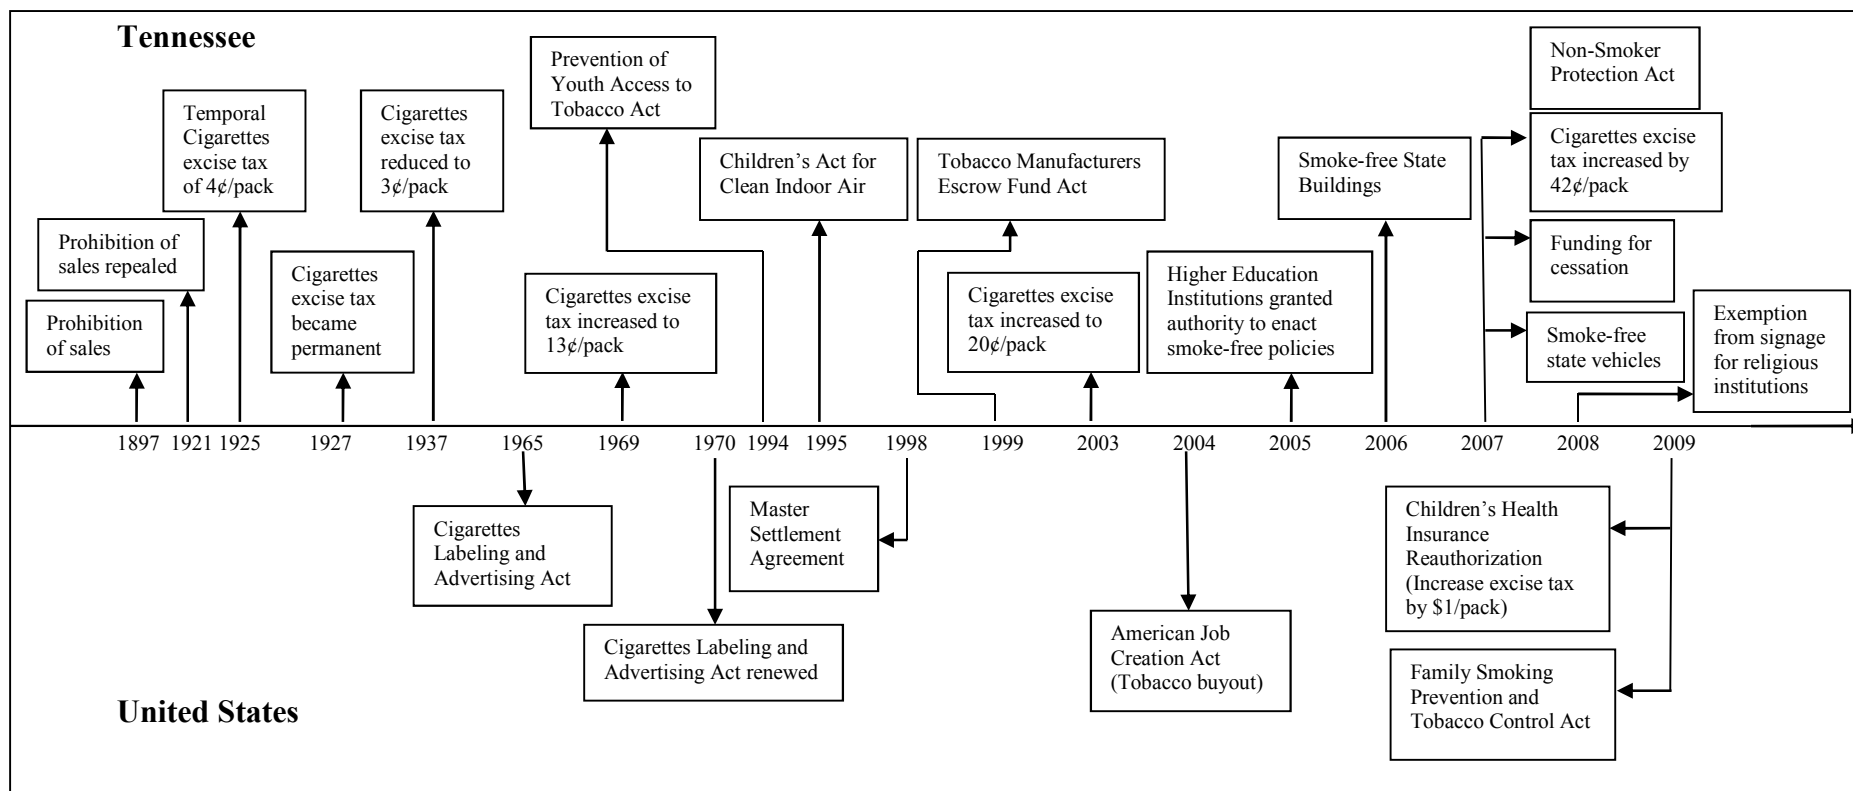 Tennessee
Prohibition
of sales
Prohibition of
sales repealed
Temporal
Cigarettes
excise tax
of 4¢/pack
Cigarettes
excise tax
became
permanent
Cigarettes
excise tax
reduced to
3¢/pack
Cigarettes excise
tax increased to
13¢/pack
Prevention of
Youth Access to
Tobacco Act
Children’s Act for
Clean Indoor Air
Tobacco Manufacturers
Escrow Fund Act
Cigarettes excise
tax increased to
20¢/pack
Higher Education
Institutions granted
authority to enact
smoke-free policies
Smoke-free State
Buildings
Non-Smoker
Protection Act
Cigarettes excise
tax increased by
42¢/pack
Funding for
cessation
Smoke-free
state vehicles
Exemption
from signage
for religious
institutions
1897 1921 1925 1927 1937 1965 1969 1970 1994 1995 1998 1999 2003 2004 2005 2006 2007 2008 2009
Cigarettes
Labeling and
Advertising Act
Cigarettes Labeling and
Advertising Act renewed
Master
Settlement
Agreement
American Job
Creation Act
(Tobacco buyout)
Children’s Health
Insurance
Reauthorization
(Increase excise tax
by $1/pack)
Family Smoking
Prevention and
Tobacco Control Act
United States